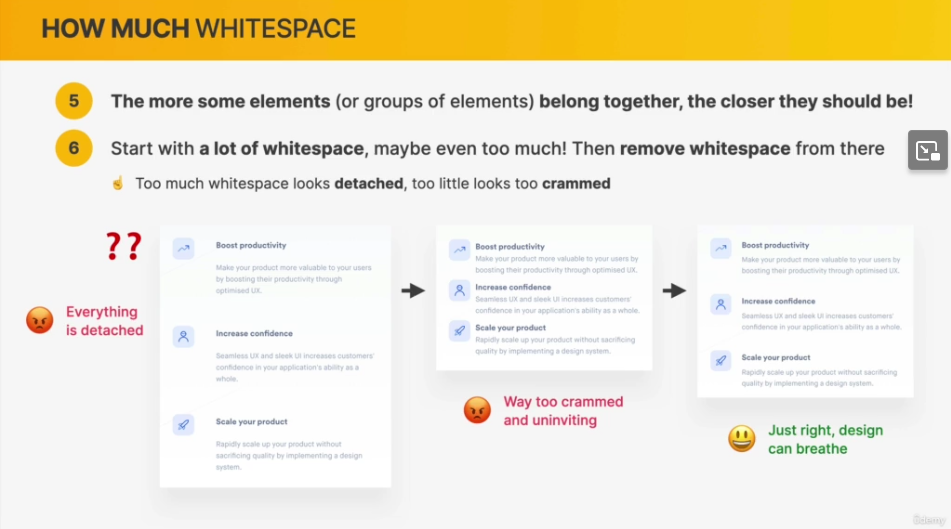 HOW MUCH WHITESPACE
5 The more some elements (or groups of elements) belong together, the closer they should be!
6 Start with a lot of whitespace, maybe even too much! Then remove whitespace from there
☝ Too much whitespace looks detached, too little looks too crammed
??
Everything
is detached
Boost productivity
Make your product more valuable to your users
by boosting their productivity through
optimised UX.
Increase confidence
Seamless UX and sleek UI increases customers'
confidence in your application's ability as a
whole.
Scale your product
Rapidly scale up your product without
sacrificing quality by implementing a design
system.
Boost productivity
Make your product more valuable to your users by
boosting their productivity through optimised UX.
Increase confidence
Seamless UX and sleek UI increases customers'
confidence in your application's ability as a whole.
Scale your product
Rapidly scale up your product without sacrificing
quality by implementing a design system.
Way too crammed
and uninviting
Boost productivity
Make your product more valuable to your users by
boosting their productivity through optimised UX.
Increase confidence
Seamless UX and sleek UI increases customers'
confidence in your application's ability as a whole.
Scale your product
Rapidly scale up your product without sacrificing
quality by implementing a design system.
Just right, design
can breathe
Udemy